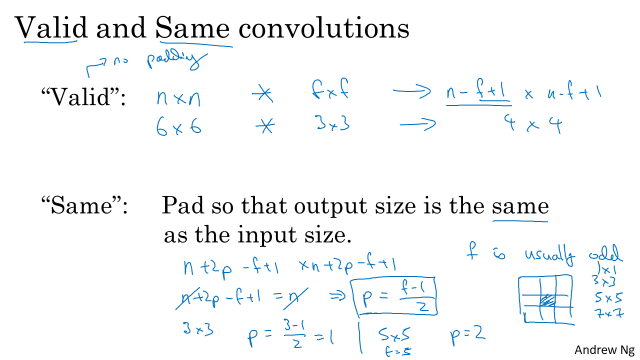 Valid and Same convolutions
→ no padding
"Valid": n×n * f×f → n-f+1 × n-f+1
6×6 * 3×3 → 4 × 4
"Same": Pad so that output size is the same
as the input size.
n+2p-f+1 × n+2p-f+1
n+2p-f+1 = n ⇒ p = f-1/2
3×3 p = 3-1/2 = 1 | 5×5 p=2
f=5
f is usually odd
1×1
3×3
5×5
7×7
Andrew Ng